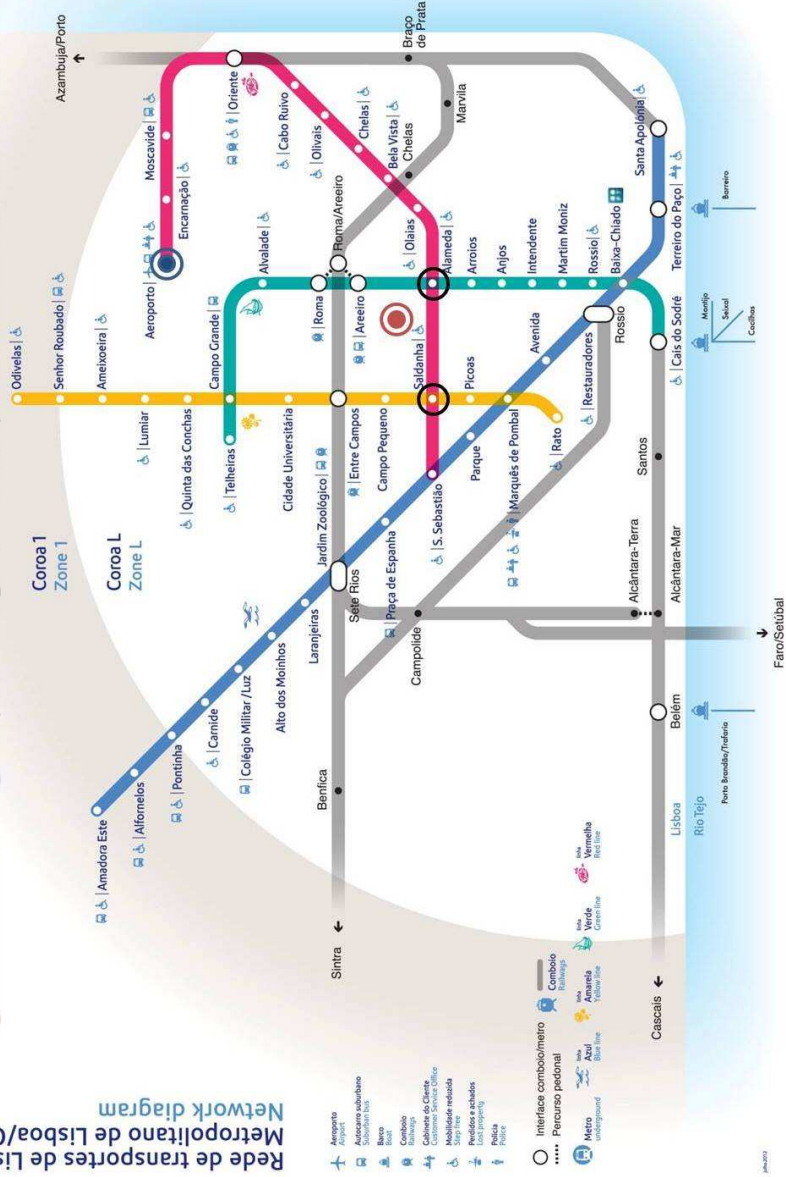 Rede de transportes de Lis
Metropolitano de Lisboa/C
Network diagram
Coroa 1
Zone 1
Coroa L
Zone L
Azambuja/Porto
Odivelas
Senhor Roubado
Ameixoeira
Lumiar
Quinta das Conchas
Campo Grande
Telheiras
Cidade Universitária
Entre Campos
Campo Pequeno
Saldanha
Picoas
Marquês de Pombal
Rato
Moscavide
Encarnação
Aeroporto
Oriente
Cabo Ruivo
Olivais
Chelas
Bela Vista
Olaias
Alameda
S. Sebastião
Alvalade
Roma
Areeiro
Roma/Areeiro
Arroios
Anjos
Intendente
Martim Moniz
Rossio
Baixa-Chiado
Cais do Sodré
Amadora Este
Alfornelos
Pontinha
Carnide
Colégio Militar/Luz
Alto dos Moinhos
Laranjeiras
Jardim Zoológico
Sete Rios
Praça de Espanha
Parque
Avenida
Restauradores
Rossio
Terreiro do Paço
Santa Apolónia
Braço
de Prata
Marvila
Chelas
Campolide
Benfica
Sintra
Alcântara-Terra
Alcântara-Mar
Santos
Belém
Cascais
Faro/Setúbal
Lisboa
Rio Tejo
Porto Brandão/Trafaria
Montijo
Seixal
Cacilhas
Barreiro
Aeroporto
Airport
Autocarro suburbano
Suburban bus
Barco
Boat
Comboio
Railways
Gabinete do Cliente
Customer Service Office
Mobilidade reduzida
Step free
Perdidos e achados
Lost property
Polícia
Police
Interface comboio/metro
Percurso pedonal
Metro
underground
linha
Azul
Blue line
linha
Amarela
Yellow line
linha
Verde
Green line
linha
Vermelha
Red line
Comboio
Railways